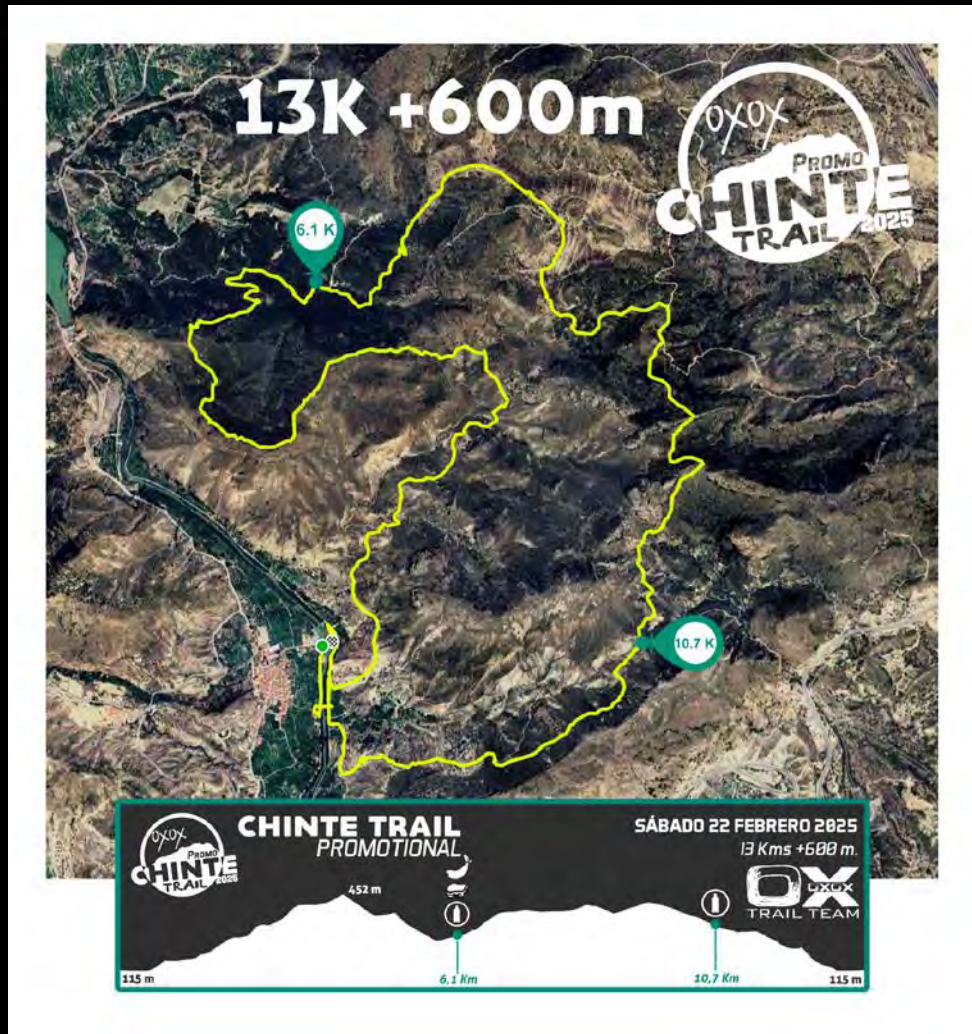 13K +600m
OXOX
PROMO
CHINTE
TRAIL
2025
6.1 K
10.7 K
OXOX
PROMO
CHINTE
TRAIL
2025
CHINTE TRAIL
PROMOTIONAL
SÁBADO 22 FEBRERO 2025
13 Kms +600 m.
OX
OXOX
TRAIL TEAM
452 m
115 m
6,1 Km
10,7 Km
115 m